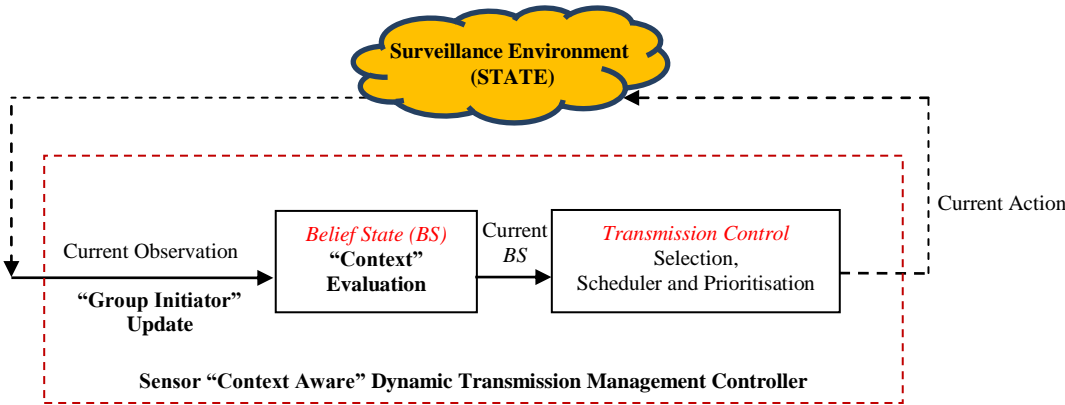 Surveillance Environment
(STATE)
Current Action
Current Observation
“Group Initiator”
Update
Belief State (BS)
“Context”
Evaluation
Current
BS
Transmission Control
Selection,
Scheduler and Prioritisation
Sensor “Context Aware” Dynamic Transmission Management Controller